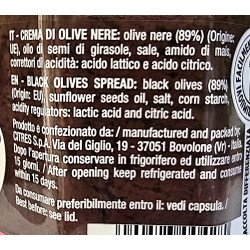 IT - CREMA DI OLIVE NERE: olive nere (89%) (Origine:
UE), olio di semi di girasole, sale, amido di mais,
correttori di acidità: acido lattico e acido citrico.
EN - BLACK OLIVES SPREAD: black olives (89%)
(Origin: EU), sunflower seeds oil, salt, corn starch,
acidity regulators: lactic acid and citric acid.
Prodotto e confezionato da: / manufactured and packed by:
CITRES S.p.A. Via del Giglio, 19 - 37051 Bovolone (Vr) - Italia.
Dopo l'apertura conservare in frigorifero ed utilizzare entro
15 giorni. / After opening keep refrigerated and consume
within 15 days.
Da consumare preferibilmente entro il: vedi capsula. /
Best before: see lid.
RACCOLTA DIFFERENZIATA